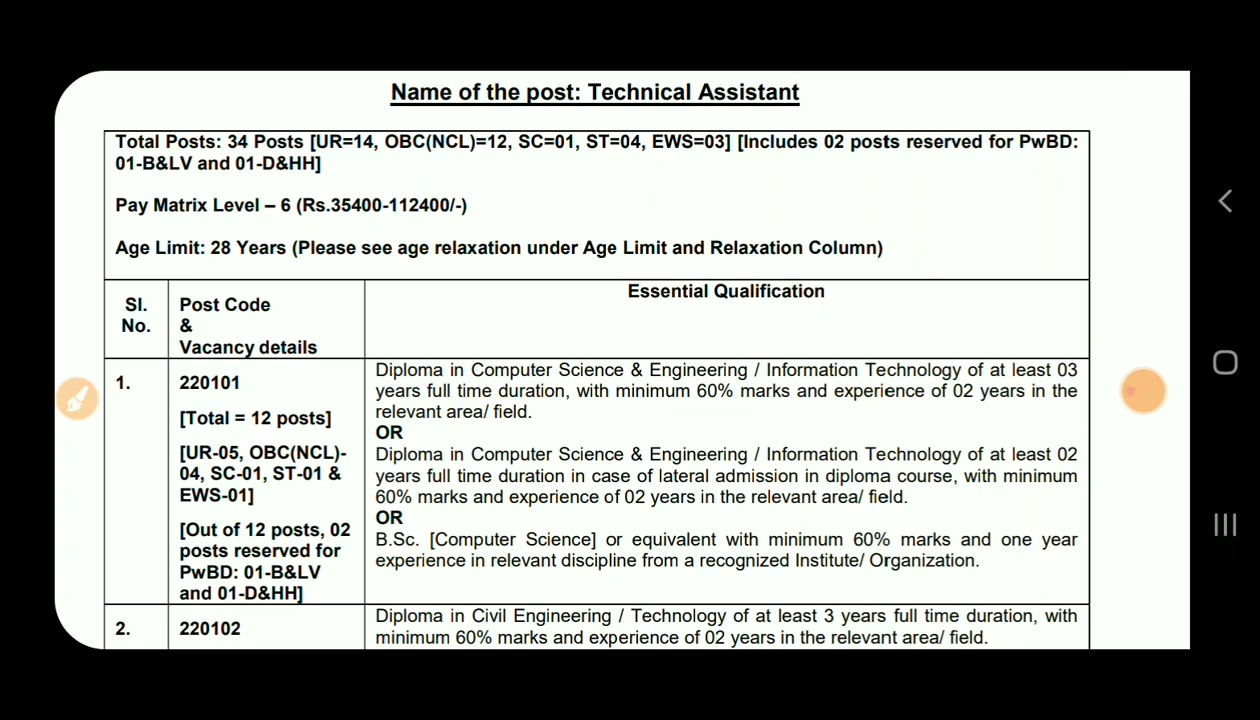 Name of the post: Technical Assistant
Total Posts: 34 Posts [UR=14, OBC(NCL)=12, SC=01, ST=04, EWS=03] [Includes 02 posts reserved for PwBD:
01-B&LV and 01-D&HH]
Pay Matrix Level – 6 (Rs.35400-112400/-)
Age Limit: 28 Years (Please see age relaxation under Age Limit and Relaxation Column)
Sl.
No.
Post Code
&
Vacancy details
Essential Qualification
1.
220101
[Total = 12 posts]
[UR-05, OBC(NCL)-
04, SC-01, ST-01 &
EWS-01]
[Out of 12 posts, 02
posts reserved for
PwBD: 01-B&LV
and 01-D&HH]
Diploma in Computer Science & Engineering / Information Technology of at least 03
years full time duration, with minimum 60% marks and experience of 02 years in the
relevant area/ field.
OR
Diploma in Computer Science & Engineering / Information Technology of at least 02
years full time duration in case of lateral admission in diploma course, with minimum
60% marks and experience of 02 years in the relevant area/ field.
OR
B.Sc. [Computer Science] or equivalent with minimum 60% marks and one year
experience in relevant discipline from a recognized Institute/ Organization.
2.
220102
Diploma in Civil Engineering / Technology of at least 3 years full time duration, with
minimum 60% marks and experience of 02 years in the relevant area/ field.